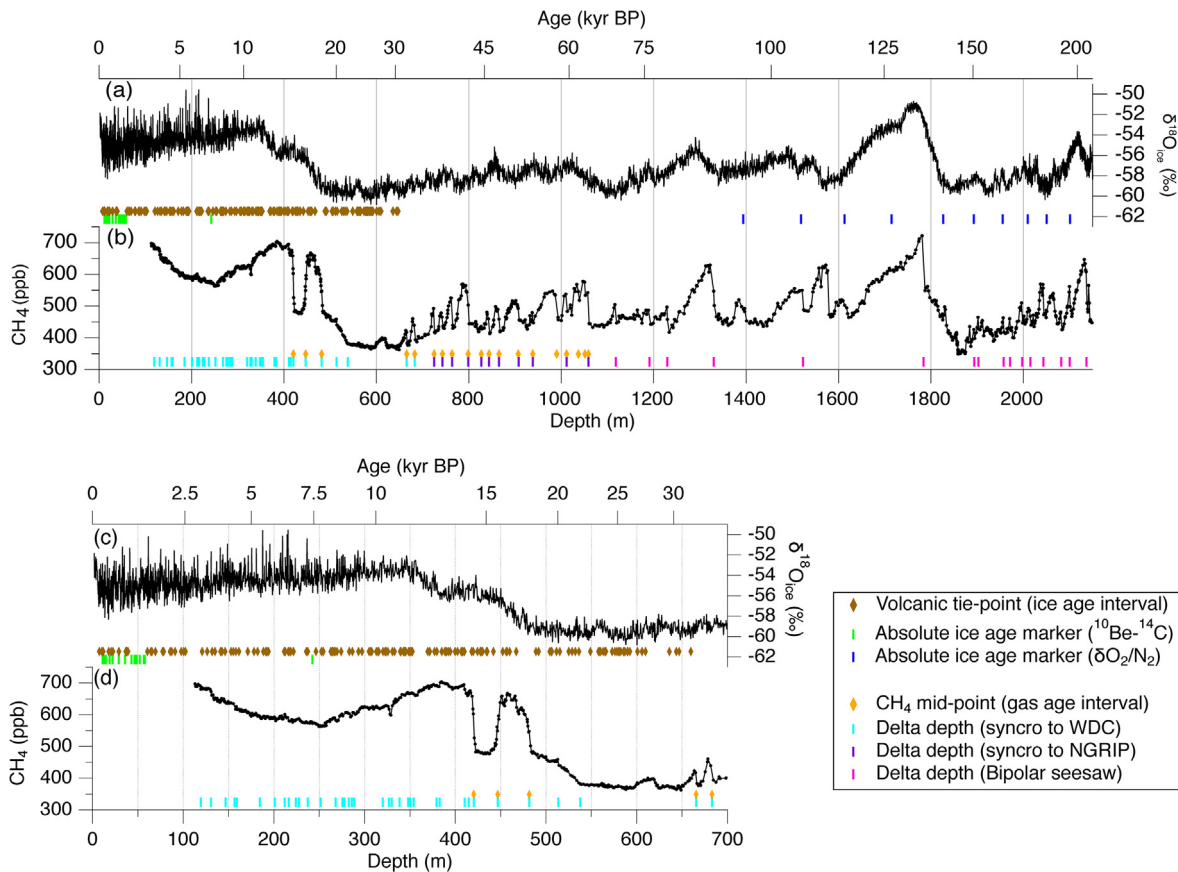 Age (kyr BP)
0 5 10 20 30 45 60 75 100 125 150 200
(a)
-50
-52
-54
-56
-58
-60
-62
δ¹⁸Oice (‰)
(b)
700
600
500
400
300
CH₄ (ppb)
0 200 400 600 800 1000 1200 1400 1600 1800 2000
Depth (m)
Age (kyr BP)
0 2.5 5 7.5 10 15 20 25 30
(c)
-50
-52
-54
-56
-58
-60
-62
δ¹⁸Oice (‰)
(d)
700
600
500
400
300
CH₄ (ppb)
0 100 200 300 400 500 600 700
Depth (m)
Volcanic tie-point (ice age interval)
Absolute ice age marker (¹⁰Be-¹⁴C)
Absolute ice age marker (δO₂/N₂)
CH₄ mid-point (gas age interval)
Delta depth (syncro to WDC)
Delta depth (syncro to NGRIP)
Delta depth (Bipolar seesaw)